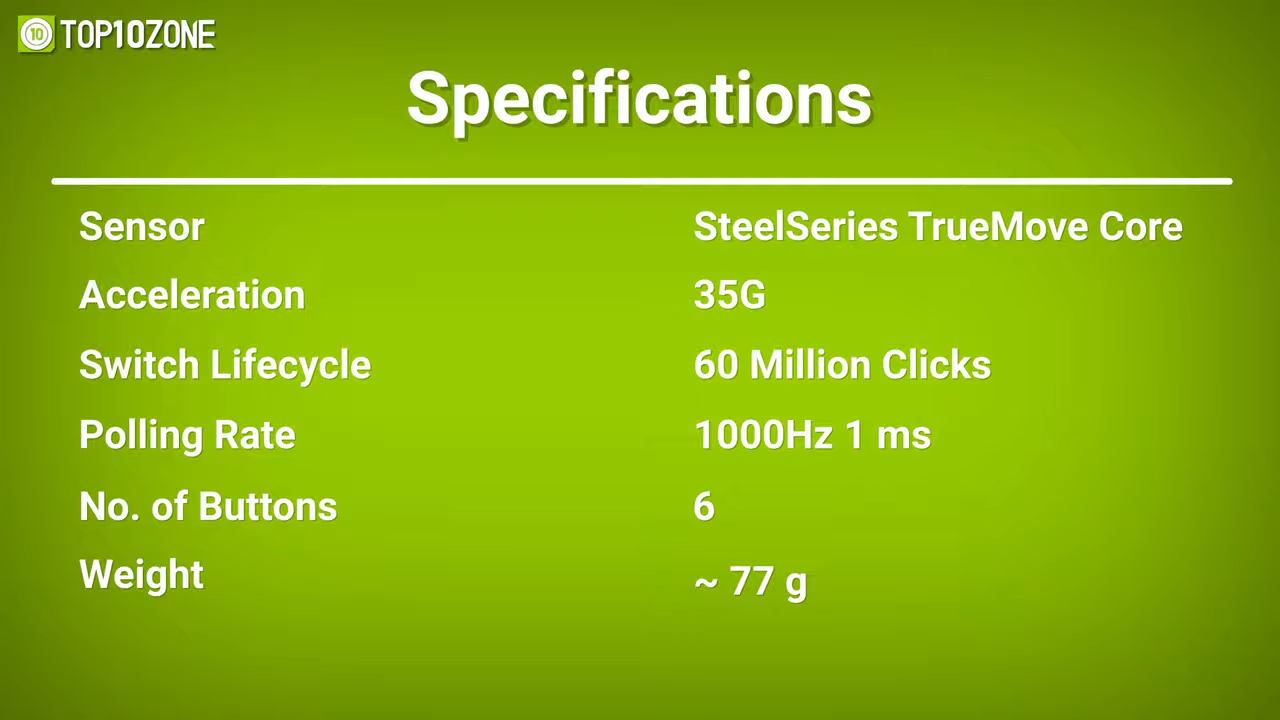 10 TOP10ZONE
Specifications
Sensor SteelSeries TrueMove Core
Acceleration 35G
Switch Lifecycle 60 Million Clicks
Polling Rate 1000Hz 1 ms
No. of Buttons 6
Weight ~ 77 g